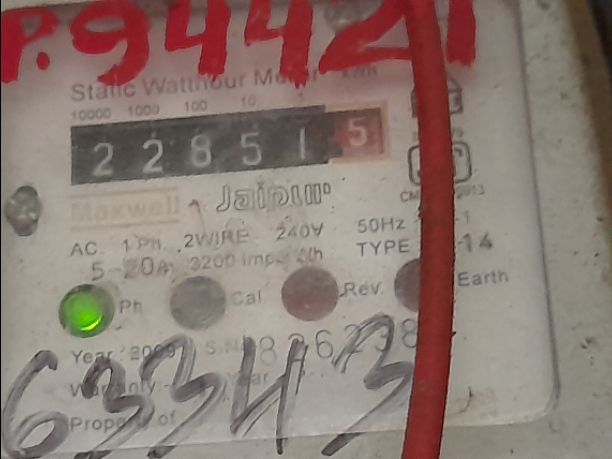 P.94421
Static Watthour Meter kWh
10000 1000 100 10
2 2 8 5 1 5
Maxwell Jaipur
AC. 1 Ph. 2WIRE 240V 50Hz
5-20A 3200 Imp/kWh TYPE -14
Ph Cal Rev. Earth
Year
63343
Property of